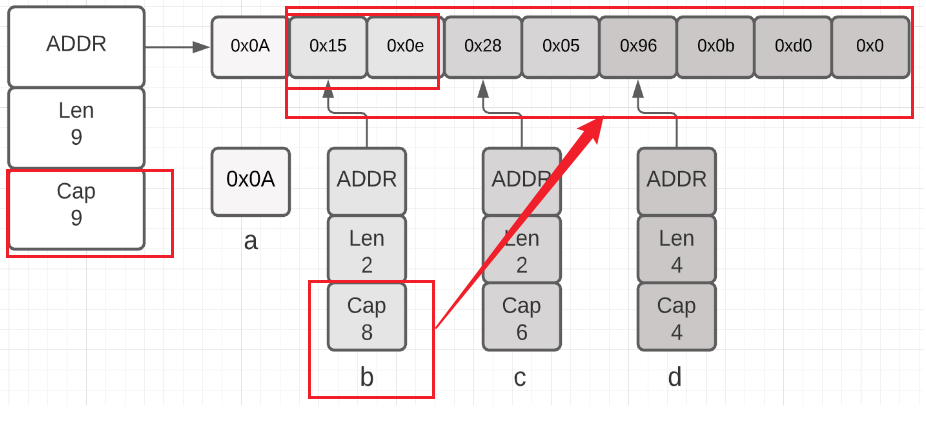 ADDR
Len
9
Cap
9
0x0A 0x15 0x0e 0x28 0x05 0x96 0x0b 0xd0 0x0
0x0A
a
ADDR
Len
2
Cap
8
b
ADDR
Len
2
Cap
6
c
ADDR
Len
4
Cap
4
d